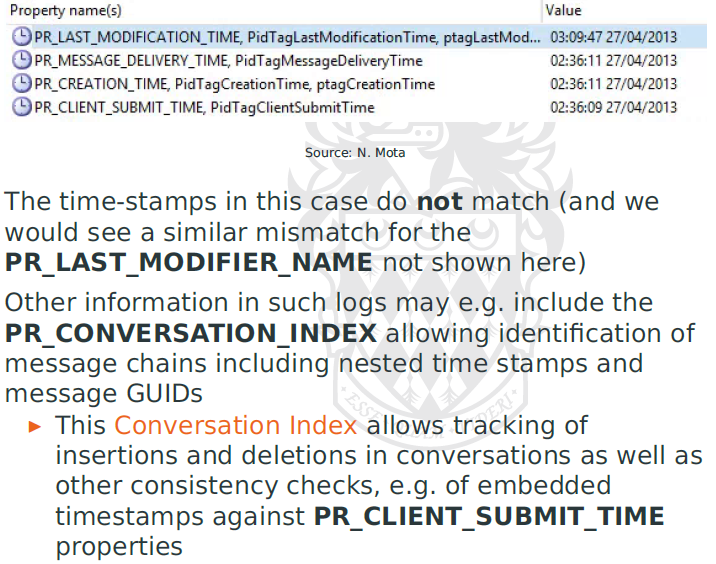 Property name(s) Value
PR_LAST_MODIFICATION_TIME, PidTagLastModificationTime, ptagLastMod... 03:09:47 27/04/2013
PR_MESSAGE_DELIVERY_TIME, PidTagMessageDeliveryTime 02:36:11 27/04/2013
PR_CREATION_TIME, PidTagCreationTime, ptagCreationTime 02:36:11 27/04/2013
PR_CLIENT_SUBMIT_TIME, PidTagClientSubmitTime 02:36:09 27/04/2013
Source: N. Mota
The time-stamps in this case do not match (and we
would see a similar mismatch for the
PR_LAST_MODIFIER_NAME not shown here)
Other information in such logs may e.g. include the
PR_CONVERSATION_INDEX allowing identification of
message chains including nested time stamps and
message GUIDs
► This Conversation Index allows tracking of
insertions and deletions in conversations as well as
other consistency checks, e.g. of embedded
timestamps against PR_CLIENT_SUBMIT_TIME
properties